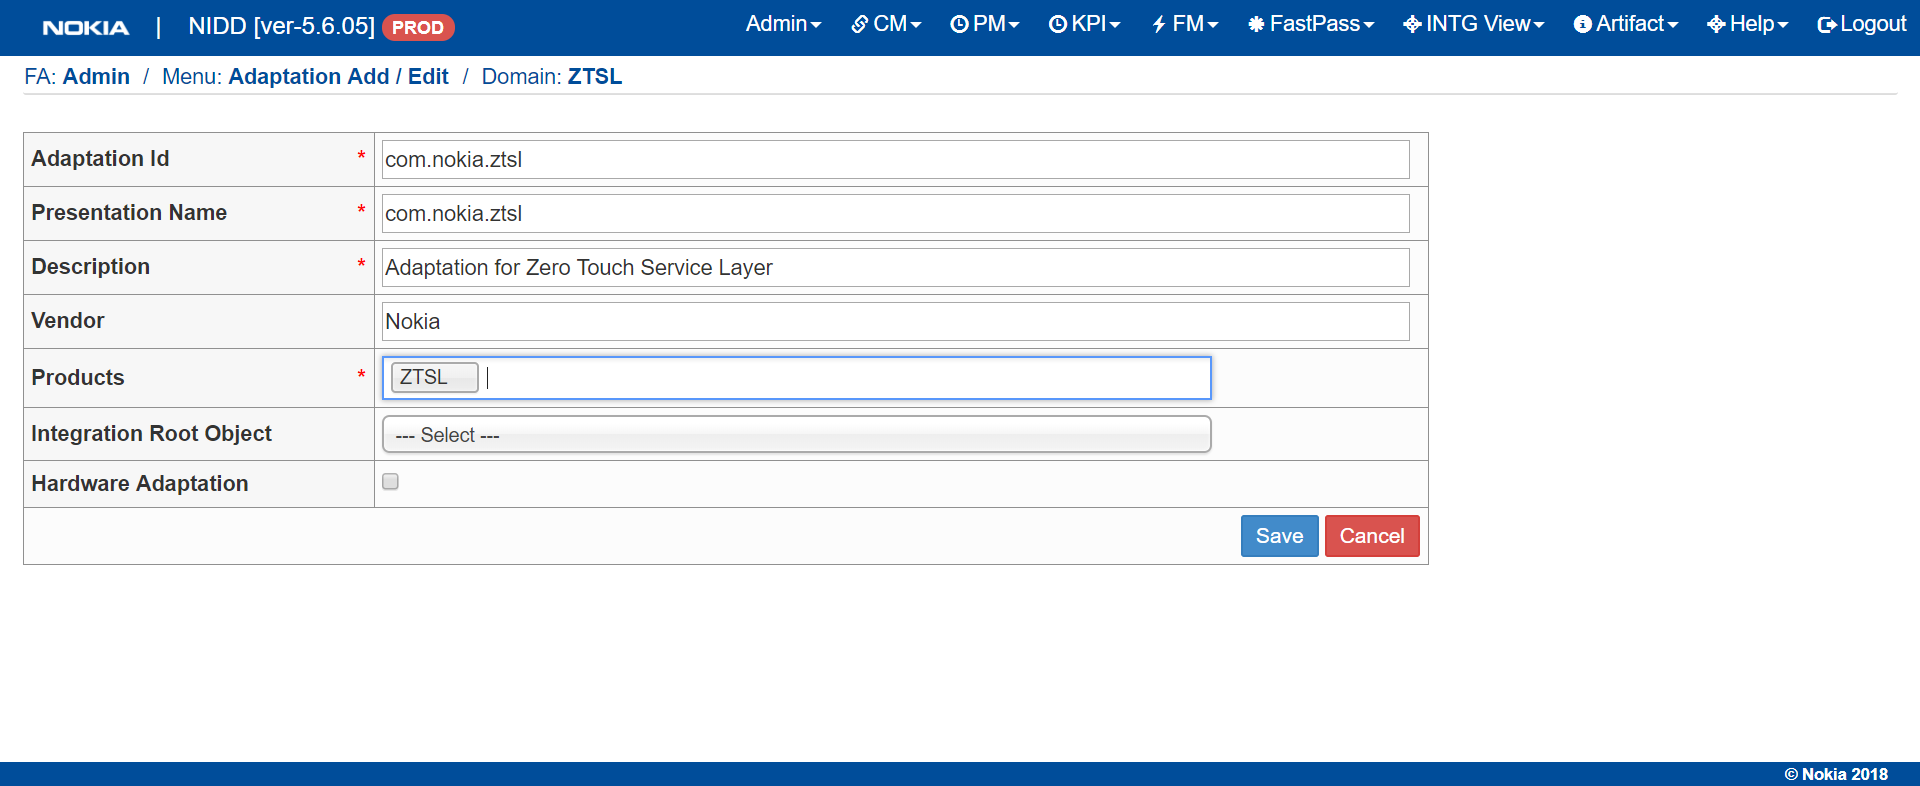 NOKIA | NIDD [ver-5.6.05] PROD Admin CM PM KPI FM FastPass INTG View Artifact Help Logout
FA: Admin / Menu: Adaptation Add / Edit / Domain: ZTSL
Adaptation Id * com.nokia.ztsl
Presentation Name * com.nokia.ztsl
Description * Adaptation for Zero Touch Service Layer
Vendor Nokia
Products * ZTSL
Integration Root Object --- Select ---
Hardware Adaptation
Save Cancel
© Nokia 2018